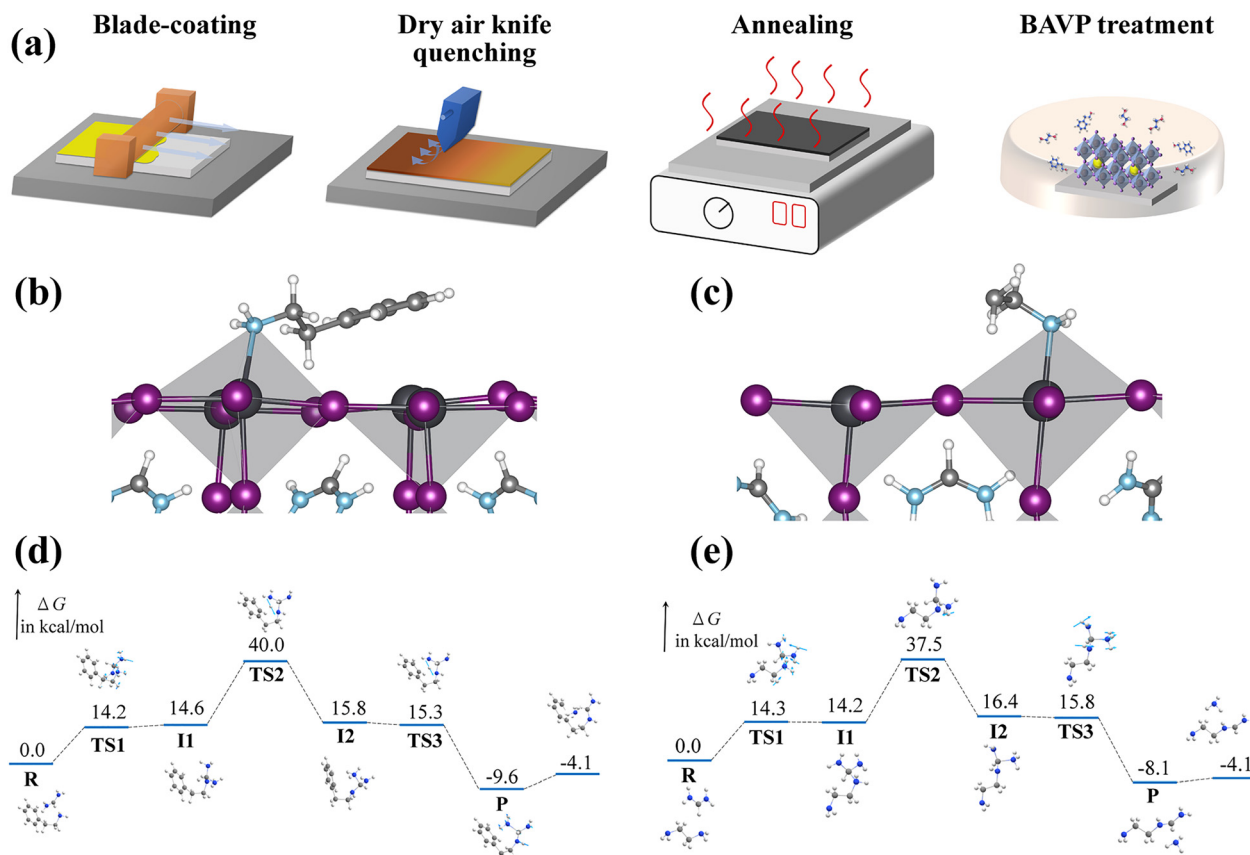 (a)
Blade-coating
Dry air knife
quenching
Annealing
BAVP treatment
(b)
(c)
(d)
Δ G
in kcal/mol
0.0
R
14.2
TS1
14.6
I1
40.0
TS2
15.8
I2
15.3
TS3
-9.6
P
-4.1
(e)
Δ G
in kcal/mol
0.0
R
14.3
TS1
14.2
I1
37.5
TS2
16.4
I2
15.8
TS3
-8.1
P
-4.1